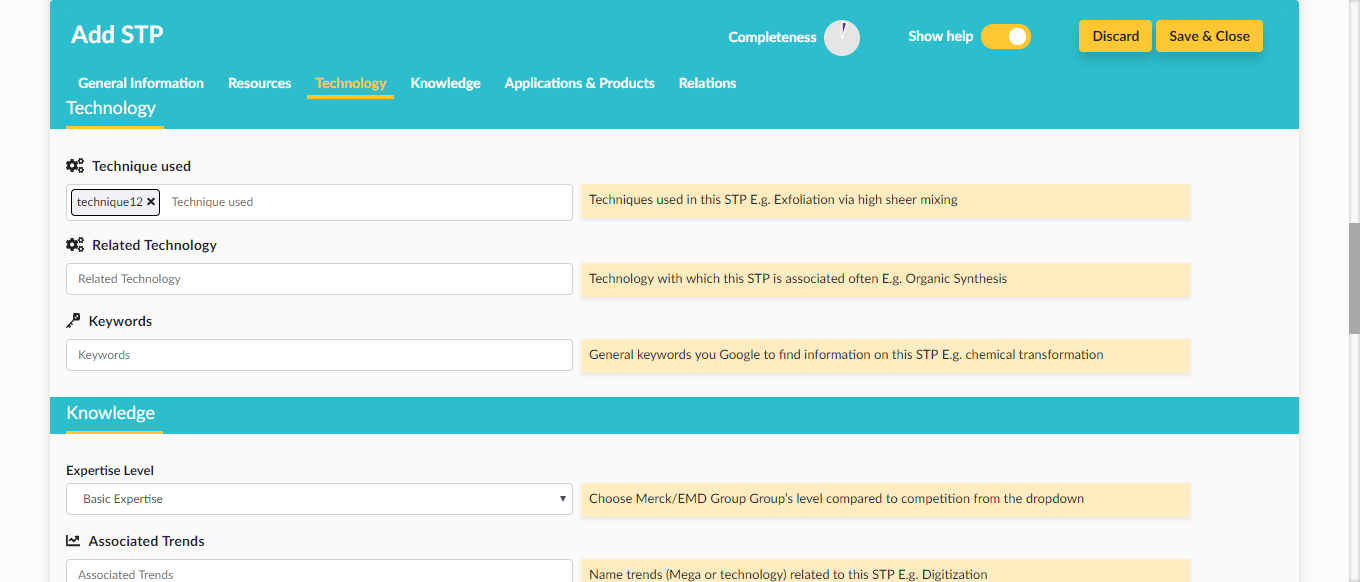 Add STP
Completeness
Show help
Discard
Save & Close
General Information
Resources
Technology
Knowledge
Applications & Products
Relations
Technology
Technique used
technique12 ×
Technique used
Techniques used in this STP E.g. Exfoliation via high sheer mixing
Related Technology
Related Technology
Technology with which this STP is associated often E.g. Organic Synthesis
Keywords
Keywords
General keywords you Google to find information on this STP E.g. chemical transformation
Knowledge
Expertise Level
Basic Expertise
Choose Merck/EMD Group Group's level compared to competition from the dropdown
Associated Trends
Associated Trends
Name trends (Mega or technology) related to this STP E.g. Digitization